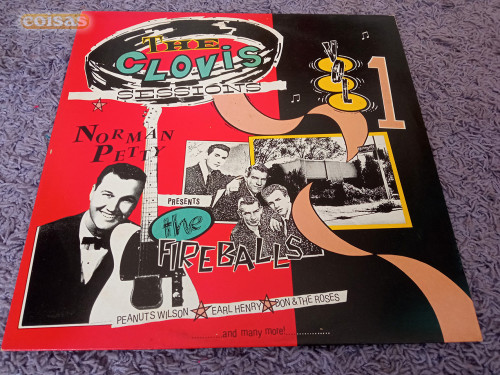 coisas
THE
CLOVIS
SESSIONS
VOL
1
NORMAN
PETTY
PRESENTS
the
FIREBALLS
PEANUTS WILSON ☆ EARL HENRY ☆ DON & THE ROSES
............and many more!...............